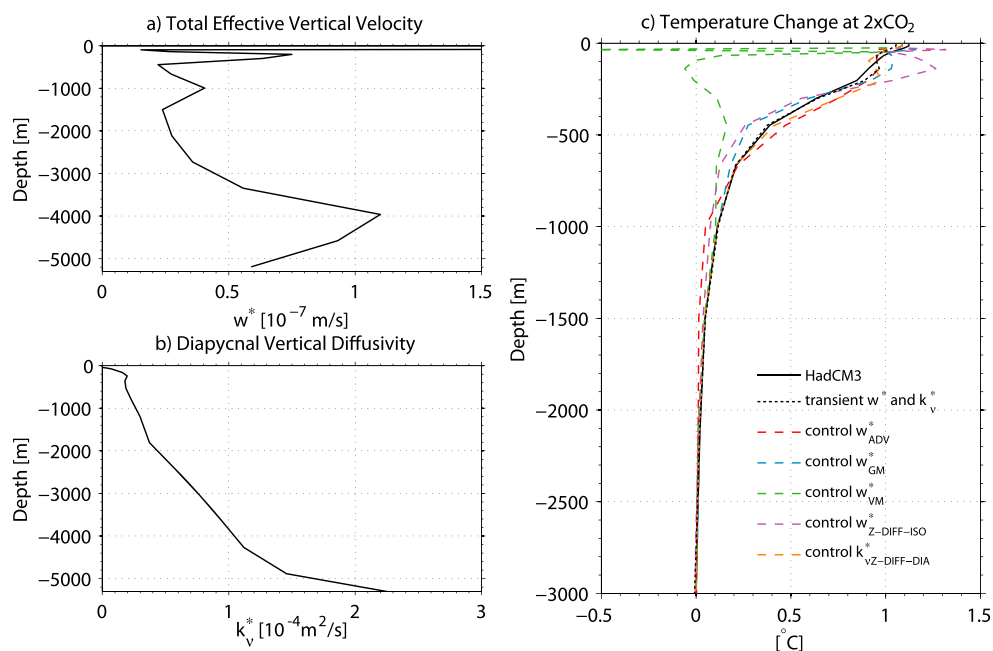 a) Total Effective Vertical Velocity
0
−1000
−2000
−3000
−4000
−5000
Depth [m]
0 0.5 1 1.5
w* [10⁻⁷ m/s]
b) Diapycnal Vertical Diffusivity
0
−1000
−2000
−3000
−4000
−5000
Depth [m]
0 1 2 3
k*ᵥ [10⁻⁴m²/s]
c) Temperature Change at 2xCO₂
0
−500
−1000
−1500
−2000
−2500
−3000
Depth [m]
HadCM3
transient w* and k*ᵥ
control w*ADV
control w*GM
control w*VM
control w*Z−DIFF−ISO
control k*νZ−DIFF−DIA
−0.5 0 0.5 1 1.5
[°C]